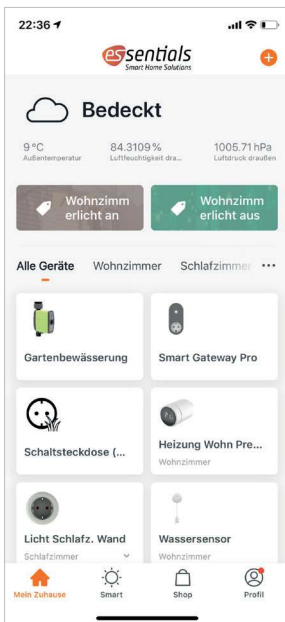 22:36
essentials
Smart Home Solutions
Bedeckt
9 °C
84.3109 %
1005.71 hPa
Außentemperatur
Luftfeuchtigkeit dra...
Luftdruck draußen
Wohnzimm
erlicht an
Wohnzimm
erlicht aus
Alle Geräte
Wohnzimmer
Schlafzimmer
Gartenbewässerung
Smart Gateway Pro
Schaltsteckdose (...
Heizung Wohn Pre...
Wohnzimmer
Licht Schlafz. Wand
Schlafzimmer
Wassersensor
Wohnzimmer
Mein Zuhause
Smart
Shop
Profil